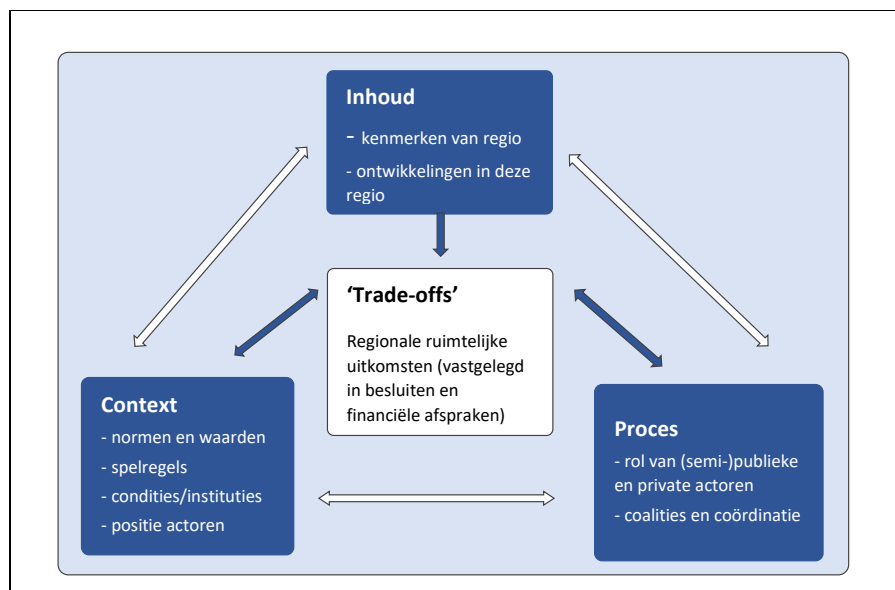 Inhoud
- kenmerken van regio
- ontwikkelingen in deze
regio
‘Trade-offs’
Regionale ruimtelijke
uitkomsten (vastgelegd
in besluiten en
financiële afspraken)
Context
- normen en waarden
- spelregels
- condities/instituties
- positie actoren
Proces
- rol van (semi-)publieke
en private actoren
- coalities en coördinatie